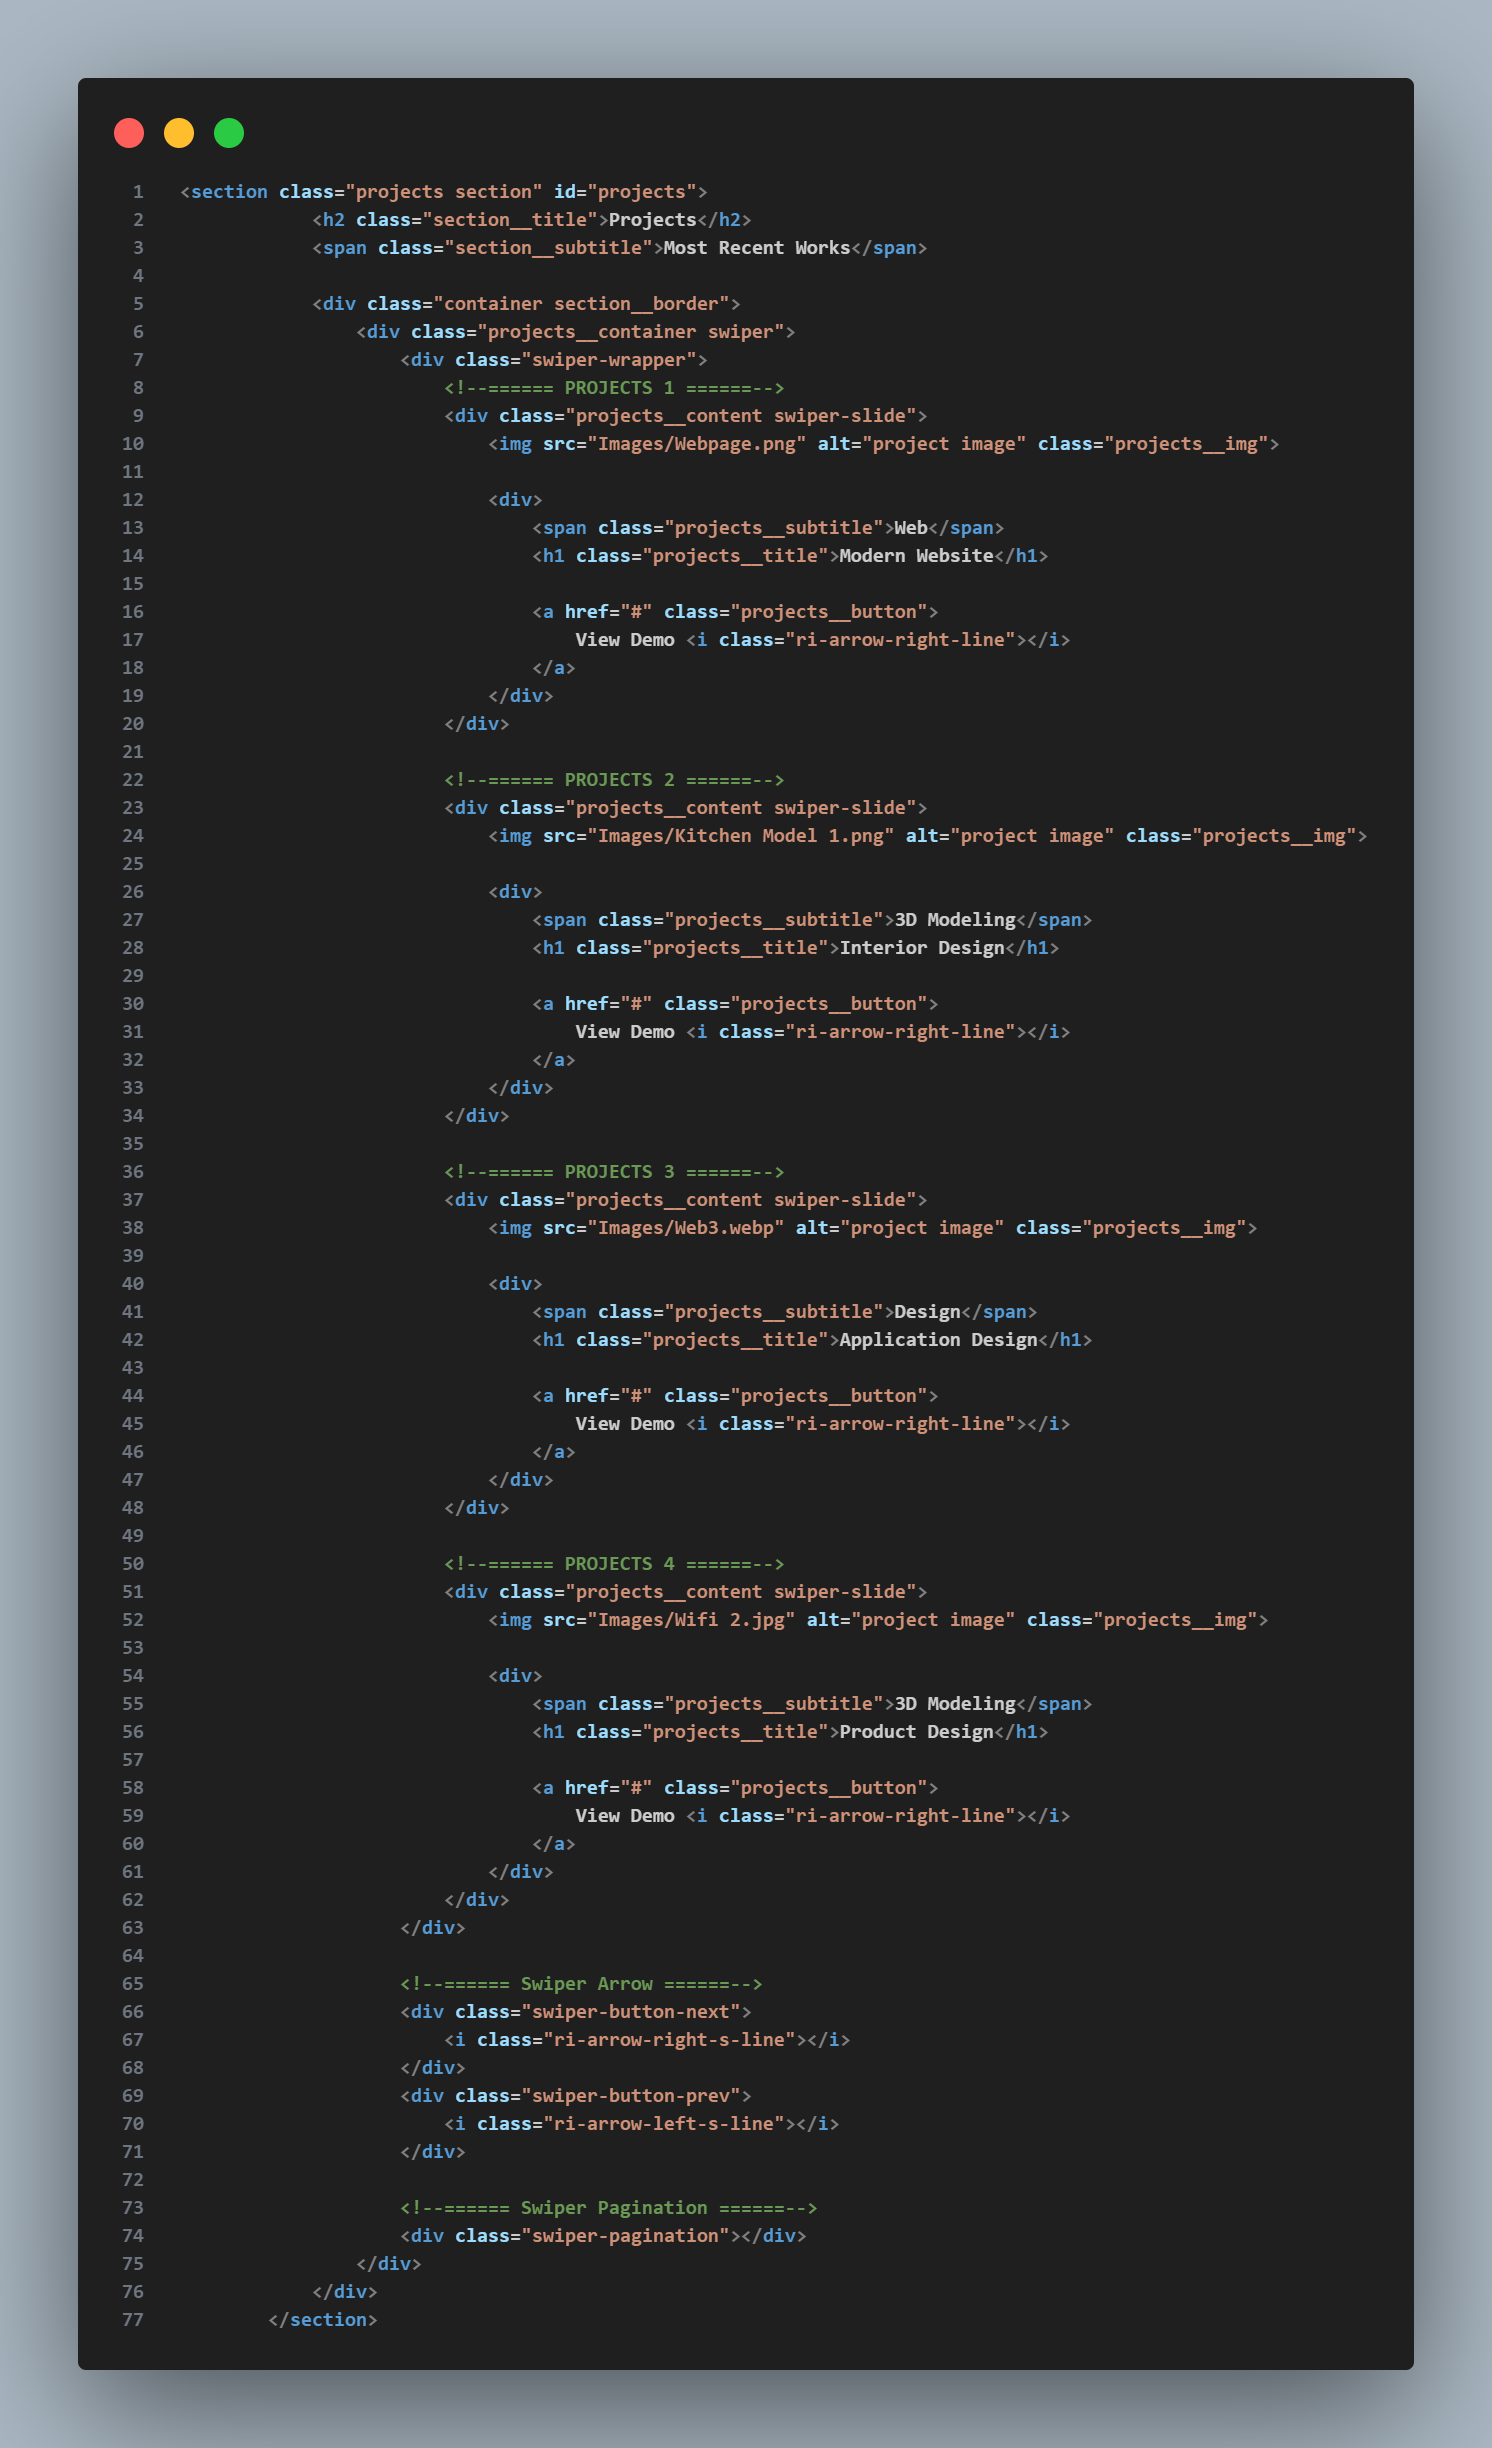 1 <section class="projects section" id="projects">
2 <h2 class="section__title">Projects</h2>
3 <span class="section__subtitle">Most Recent Works</span>
4
5 <div class="container section__border">
6 <div class="projects__container swiper">
7 <div class="swiper-wrapper">
8 <!--====== PROJECTS 1 ======-->
9 <div class="projects__content swiper-slide">
10 <img src="Images/Webpage.png" alt="project image" class="projects__img">
11
12 <div>
13 <span class="projects__subtitle">Web</span>
14 <h1 class="projects__title">Modern Website</h1>
15
16 <a href="#" class="projects__button">
17 View Demo <i class="ri-arrow-right-line"></i>
18 </a>
19 </div>
20 </div>
21
22 <!--====== PROJECTS 2 ======-->
23 <div class="projects__content swiper-slide">
24 <img src="Images/Kitchen Model 1.png" alt="project image" class="projects__img">
25
26 <div>
27 <span class="projects__subtitle">3D Modeling</span>
28 <h1 class="projects__title">Interior Design</h1>
29
30 <a href="#" class="projects__button">
31 View Demo <i class="ri-arrow-right-line"></i>
32 </a>
33 </div>
34 </div>
35
36 <!--====== PROJECTS 3 ======-->
37 <div class="projects__content swiper-slide">
38 <img src="Images/Web3.webp" alt="project image" class="projects__img">
39
40 <div>
41 <span class="projects__subtitle">Design</span>
42 <h1 class="projects__title">Application Design</h1>
43
44 <a href="#" class="projects__button">
45 View Demo <i class="ri-arrow-right-line"></i>
46 </a>
47 </div>
48 </div>
49
50 <!--====== PROJECTS 4 ======-->
51 <div class="projects__content swiper-slide">
52 <img src="Images/Wifi 2.jpg" alt="project image" class="projects__img">
53
54 <div>
55 <span class="projects__subtitle">3D Modeling</span>
56 <h1 class="projects__title">Product Design</h1>
57
58 <a href="#" class="projects__button">
59 View Demo <i class="ri-arrow-right-line"></i>
60 </a>
61 </div>
62 </div>
63 </div>
64
65 <!--====== Swiper Arrow ======-->
66 <div class="swiper-button-next">
67 <i class="ri-arrow-right-s-line"></i>
68 </div>
69 <div class="swiper-button-prev">
70 <i class="ri-arrow-left-s-line"></i>
71 </div>
72
73 <!--====== Swiper Pagination ======-->
74 <div class="swiper-pagination"></div>
75 </div>
76 </div>
77 </section>